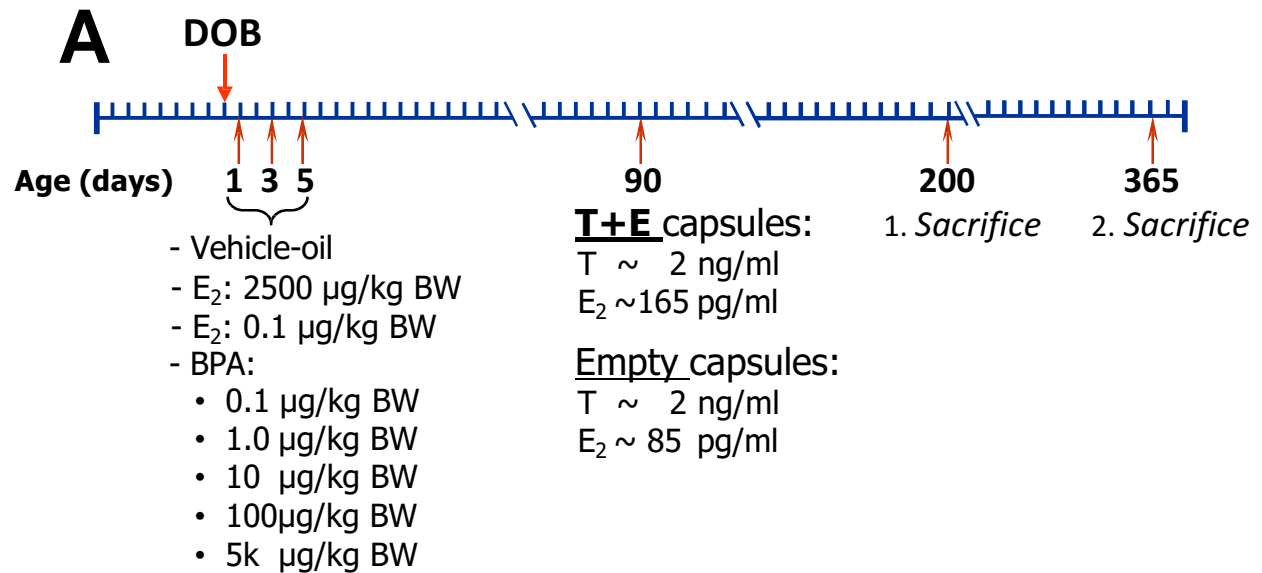 A
DOB
Age (days) 1 3 5 90 200 365
- Vehicle-oil
- E₂: 2500 µg/kg BW
- E₂: 0.1 µg/kg BW
- BPA:
• 0.1 µg/kg BW
• 1.0 µg/kg BW
• 10 µg/kg BW
• 100µg/kg BW
• 5k µg/kg BW
T+E capsules:
T ~ 2 ng/ml
E₂ ~165 pg/ml
Empty capsules:
T ~ 2 ng/ml
E₂ ~ 85 pg/ml
1. Sacrifice
2. Sacrifice